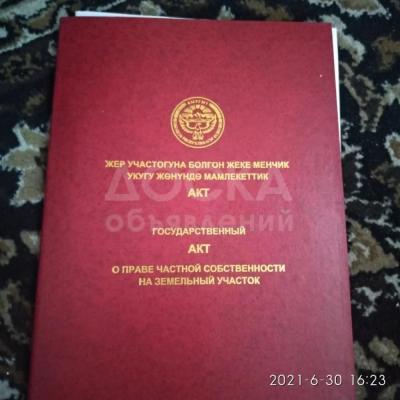 ЖЕР УЧАСТОГУНА БОЛГОН ЖЕКЕ МЕНЧИК
УКУГУ ЖӨНҮНДӨ МАМЛЕКЕТТИК
АКТ
ДОСКА
объявлений
ГОСУДАРСТВЕННЫЙ
АКТ
О ПРАВЕ ЧАСТНОЙ СОБСТВЕННОСТИ
НА ЗЕМЕЛЬНЫЙ УЧАСТОК
2021-6-30 16:23